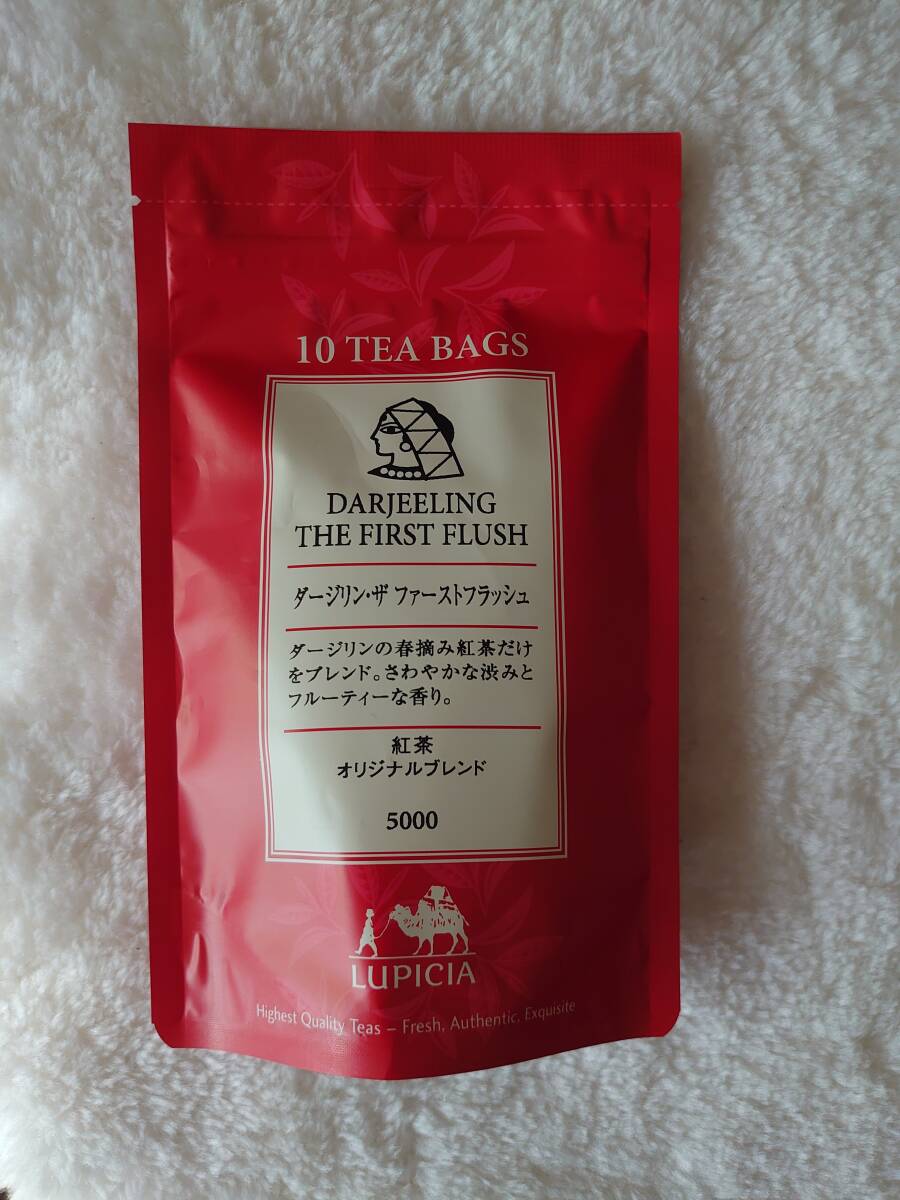 10 TEA BAGS
DARJEELING
THE FIRST FLUSH
ダージリン・ザ ファーストフラッシュ
ダージリンの春摘み紅茶だけ
をブレンド。さわやかな渋みと
フルーティーな香り。
紅茶
オリジナルブレンド
5000
LUPICIA
Highest Quality Teas – Fresh, Authentic, Exquisite